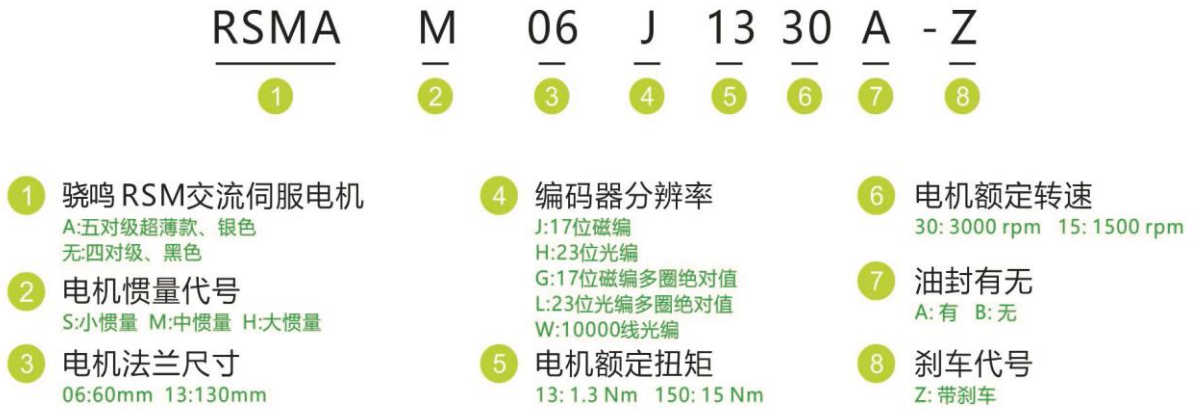 RSMA M 06 J 13 30 A - Z
1 2 3 4 5 6 7 8
1 骁鸣RSM交流伺服电机
A:五对级超薄款、银色
无:四对级、黑色
2 电机惯量代号
S:小惯量 M:中惯量 H:大惯量
3 电机法兰尺寸
06:60mm 13:130mm
4 编码器分辨率
J:17位磁编
H:23位光编
G:17位磁编多圈绝对值
L:23位光编多圈绝对值
W:10000线光编
5 电机额定扭矩
13: 1.3 Nm 150: 15 Nm
6 电机额定转速
30: 3000 rpm 15: 1500 rpm
7 油封有无
A: 有 B: 无
8 刹车代号
Z: 带刹车